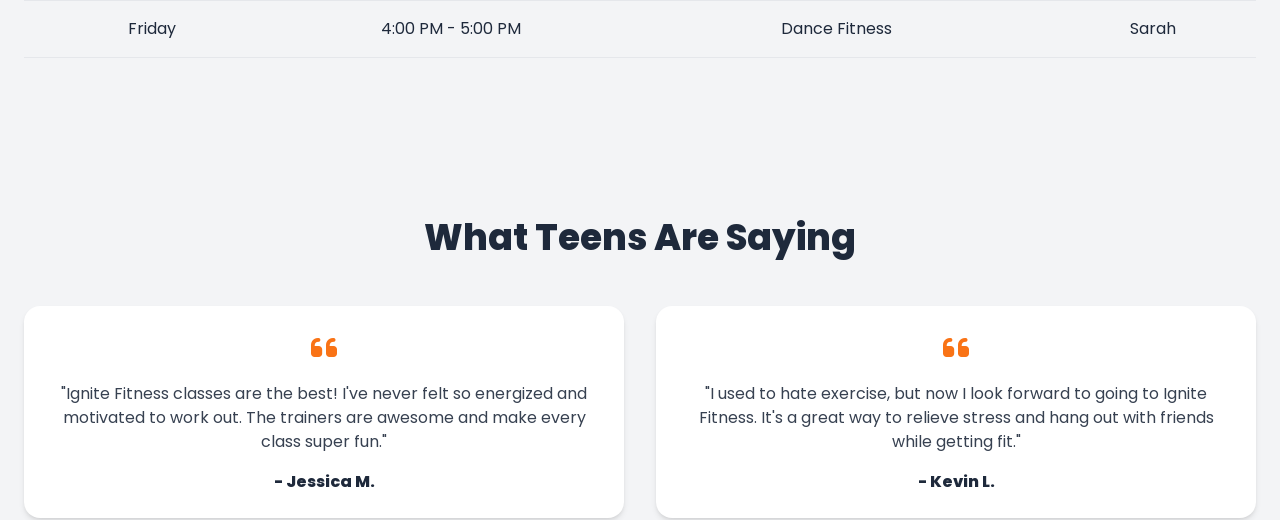 Friday 4:00 PM - 5:00 PM Dance Fitness Sarah
What Teens Are Saying
"Ignite Fitness classes are the best! I've never felt so energized and
motivated to work out. The trainers are awesome and make every
class super fun."
- Jessica M.
"I used to hate exercise, but now I look forward to going to Ignite
Fitness. It's a great way to relieve stress and hang out with friends
while getting fit."
- Kevin L.